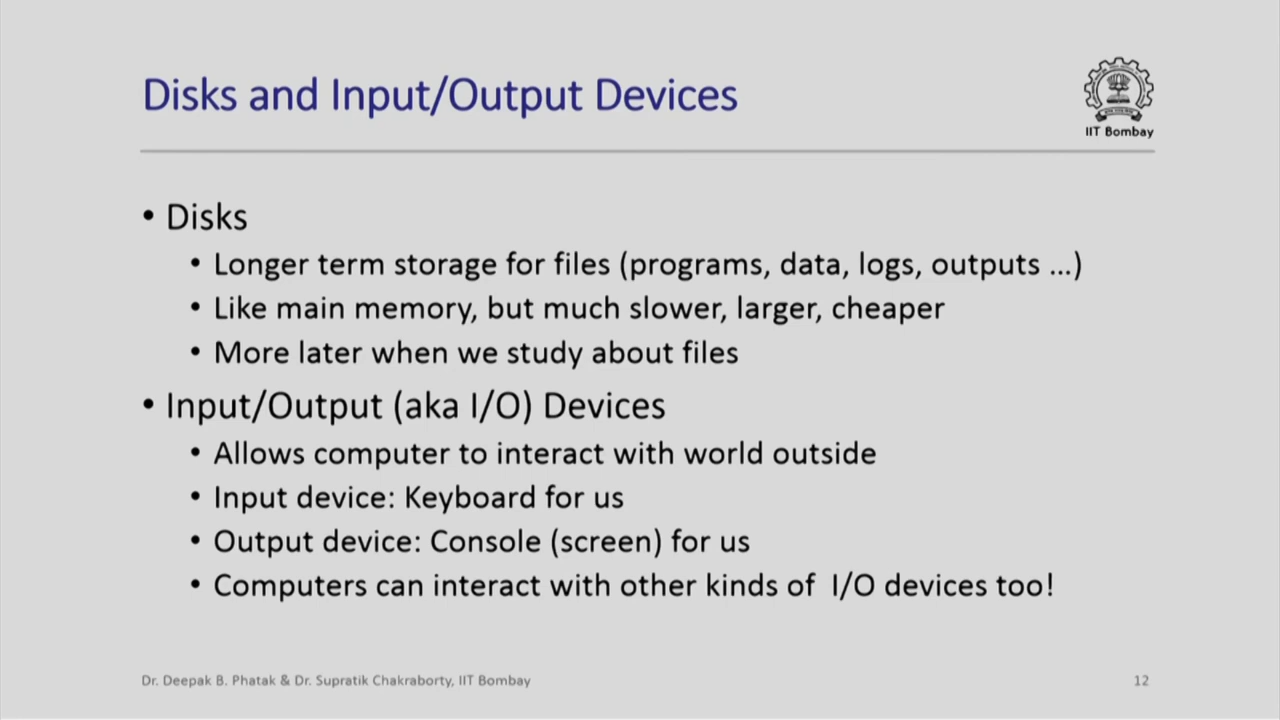 Disks and Input/Output Devices
IIT Bombay
• Disks
• Longer term storage for files (programs, data, logs, outputs ...)
• Like main memory, but much slower, larger, cheaper
• More later when we study about files
• Input/Output (aka I/O) Devices
• Allows computer to interact with world outside
• Input device: Keyboard for us
• Output device: Console (screen) for us
• Computers can interact with other kinds of I/O devices too!
Dr. Deepak B. Phatak & Dr. Supratik Chakraborty, IIT Bombay
12